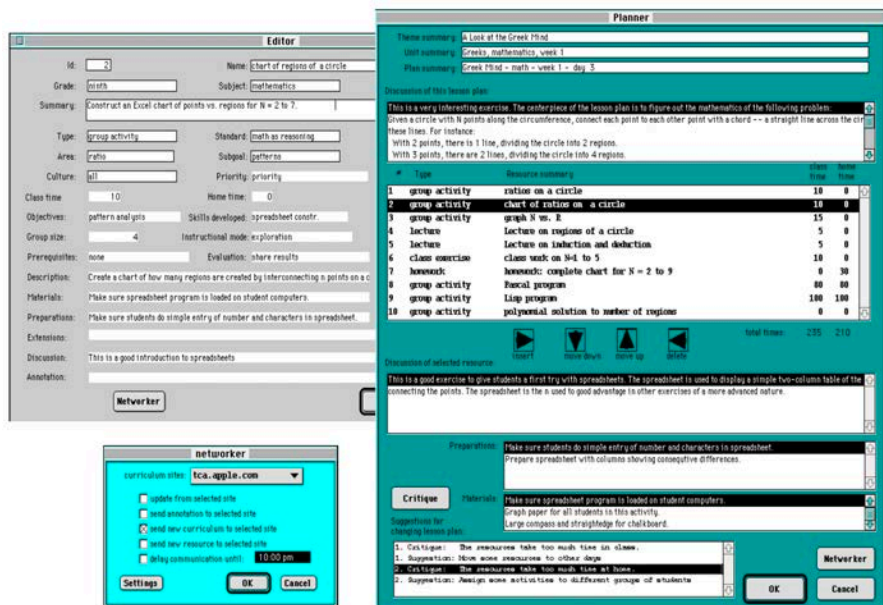 Editor
Id: 2 Name: chart of regions of a circle
Grade: ninth Subject: mathematics
Summary: Construct an Excel chart of points vs. regions for N = 2 to 7.
Type: group activity Standard: math as reasoning
Area: ratio Subgoal: patterns
Culture: all Priority: priority
Class time 10 Home time: 0
Objectives: pattern analysis Skills developed: spreadsheet constr.
Group size: 4 Instructional mode: exploration
Prerequisites: none Evaluation: share results
Description: Create a chart of how many regions are created by interconnecting n points on a c
Materials: Make sure spreadsheet program is loaded on student computers.
Preparations: Make sure students do simple entry of number and characters in spreadsheet.
Extensions:
Discussion: This is a good introduction to spreadsheets
Annotation:
Networker
networker
curriculum sites: tca.apple.com
update from selected site
send annotation to selected site
send new curriculum to selected site
send new resource to selected site
delay communication until: 10:00 pm
Settings OK Cancel
Planner
Theme summary: A Look at the Greek Mind
Unit summary: Greeks, mathematics, week 1
Plan summary: Greek Mind - math - week 1 - day 3
Discussion of this lesson plan:
This is a very interesting exercise. The centerpiece of the lesson plan is to figure out the mathematics of the following problem:
Given a circle with N points along the circumference, connect each point to each other point with a chord -- a straight line across the cir
these lines. For instance:
With 2 points, there is 1 line, dividing the circle into 2 regions.
With 3 points, there are 2 lines, dividing the circle into 4 regions.
# Type Resource summary class time home time
1 group activity ratios on a circle 10 0
2 group activity chart of ratios on a circle 10 0
3 group activity graph N vs. R 15 0
4 lecture Lecture on regions of a circle 5 0
5 lecture Lecture on induction and deduction 5 0
6 class exercise class work on N=1 to 5 10 0
7 homework homework: complete chart for N = 2 to 9 0 30
8 group activity Pascal program 80 80
9 group activity Lisp program 100 100
10 group activity polynomial solution to number of regions 0 0
insert move down move up delete total times: 235 210
Discussion of selected resource
This is a good exercise to give students a first try with spreadsheets. The spreadsheet is used to display a simple two-column table of the
connecting the points. The spreadsheet is the n used to good advantage in other exercises of a more advanced nature.
Preparations: Make sure students do simple entry of number and characters in spreadsheet.
Prepare spreadsheet with columns showing consequtive differences.
Critique Materials: Make sure spreadsheet program is loaded on student computers.
Graph paper for all students in this activity.
Large compass and straightedge for chalkboard.
Suggestions for
changing lesson plan:
1. Critique: The resources take too much time in class.
1. Suggestion: Move some resources to other days
2. Critique: The resources take too much time at home.
2. Suggestion: Assign some activities to different groups of students
Networker
OK Cancel